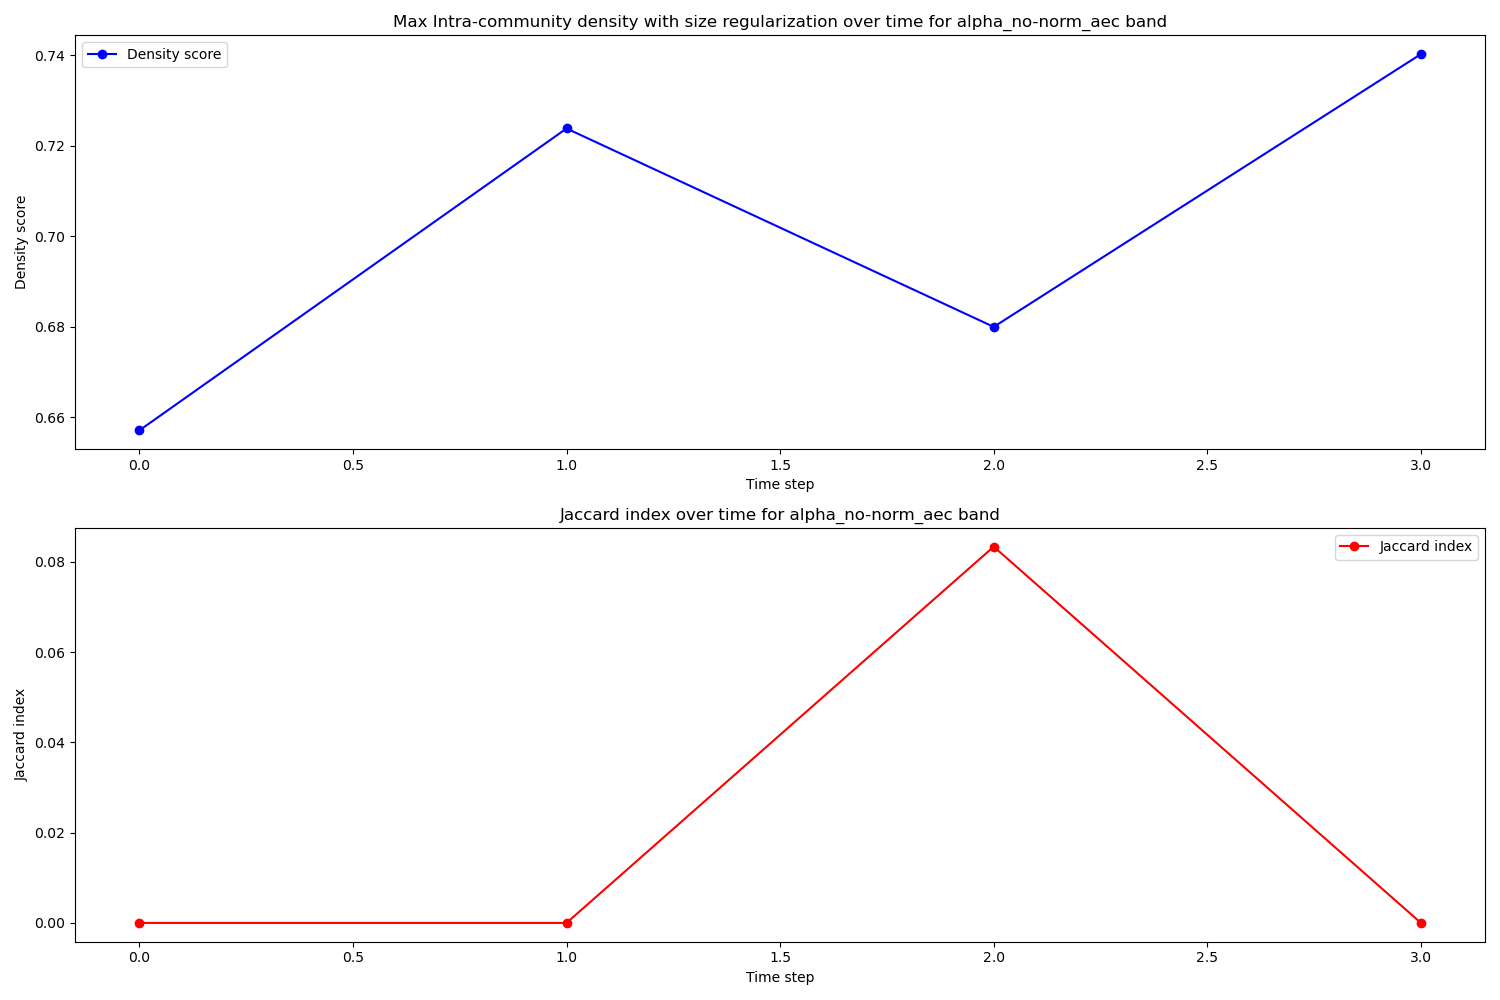 Max Intra-community density with size regularization over time for alpha_no-norm_aec band
Density score
0.74
0.72
0.70
0.68
0.66
Density score
0.0 0.5 1.0 1.5 2.0 2.5 3.0
Time step
Jaccard index over time for alpha_no-norm_aec band
Jaccard index
0.08
0.06
0.04
0.02
0.00
Jaccard index
0.0 0.5 1.0 1.5 2.0 2.5 3.0
Time step